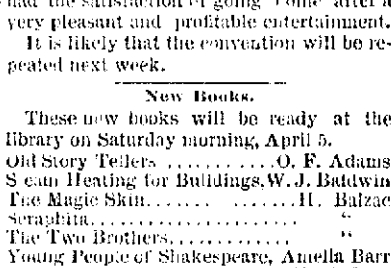 had the satisfaction of going home after a
very pleasant and profitable entertainment.
It is likely that the convention will be re-
peated next week.
New Books.
These new books will be ready at the
library on Saturday morning, April 5.
Old Story Tellers ...........O. F. Adams
S eam Heating for Buildings,W. J. Baldwin
The Magic Skin...............H. Balzac
Seraphita..................... "
The Two Brothers............. "
Young People of Shakespeare, Amelia Barr